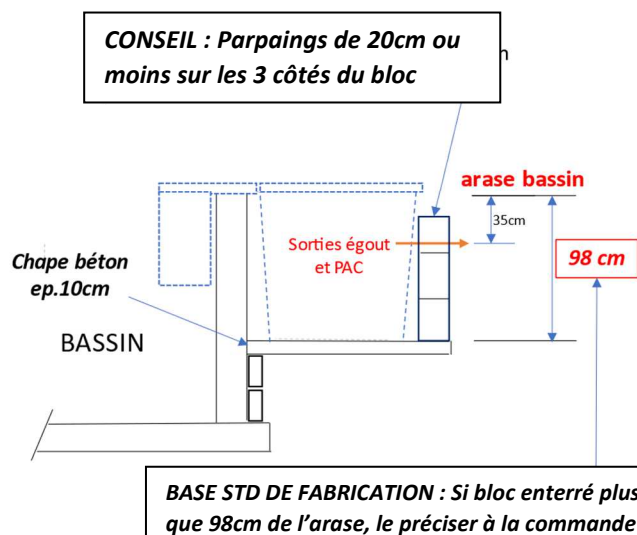 CONSEIL : Parpaings de 20cm ou
moins sur les 3 côtés du bloc
arase bassin
35cm
Sorties égout
et PAC
98 cm
Chape béton
ep.10cm
BASSIN
BASE STD DE FABRICATION : Si bloc enterré plus
que 98cm de l’arase, le préciser à la commande